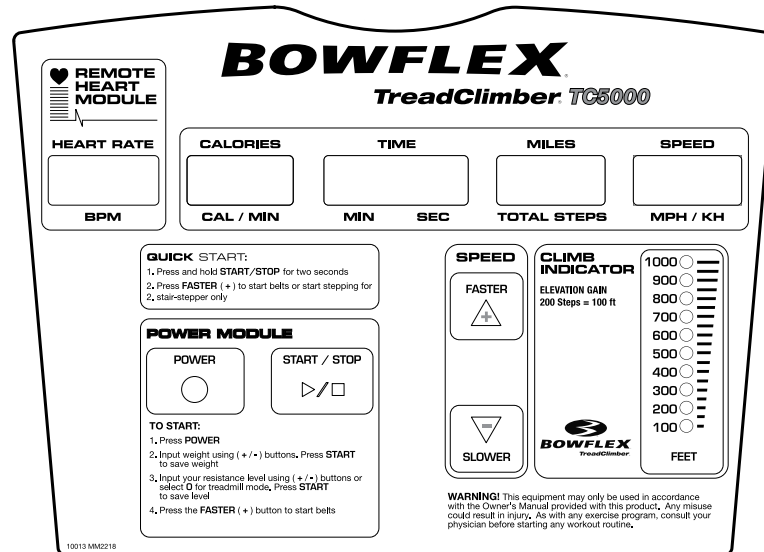 BOWFLEX®
TreadClimber® TC5000
REMOTE
HEART
MODULE
HEART RATE
BPM
CALORIES
CAL / MIN
TIME
MIN SEC
MILES
TOTAL STEPS
SPEED
MPH / KH
QUICK START:
1. Press and hold START/STOP for two seconds
2. Press FASTER (+) to start belts or start stepping for
2. stair-stepper only
POWER MODULE
POWER
START / STOP
TO START:
1. Press POWER
2. Input weight using (+/-) buttons. Press START
to save weight
3. Input your resistance level using (+/-) buttons or
select 0 for treadmill mode. Press START
to save level
4. Press the FASTER (+) button to start belts
SPEED
FASTER
+
-
SLOWER
CLIMB
INDICATOR
ELEVATION GAIN
200 Steps = 100 ft
BOWFLEX
TreadClimber
1000
900
800
700
600
500
400
300
200
100
FEET
WARNING! This equipment may only be used in accordance
with the Owner's Manual provided with this product. Any misuse
could result in injury. As with any exercise program, consult your
physician before starting any workout routine.
10013 MM2218